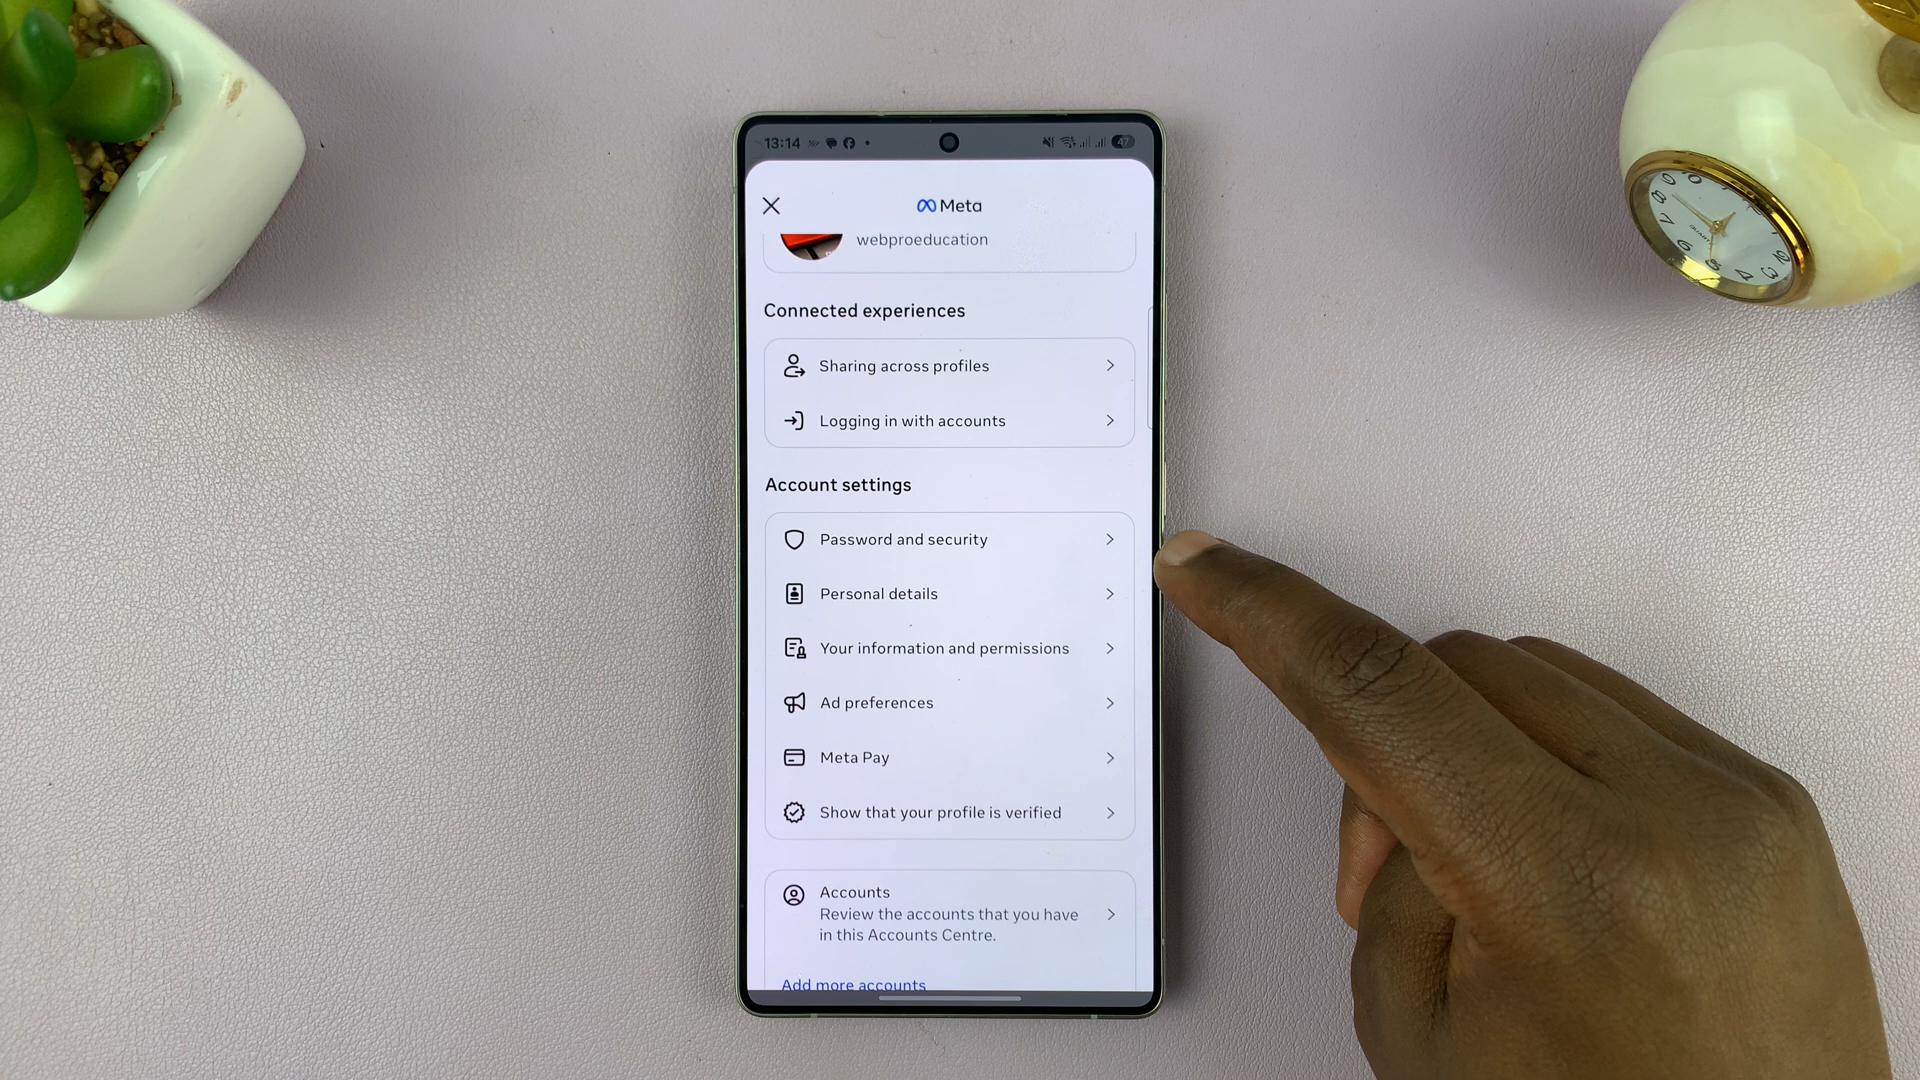 13:14
47
Meta
webproeducation
Connected experiences
Sharing across profiles
Logging in with accounts
Account settings
Password and security
Personal details
Your information and permissions
Ad preferences
Meta Pay
Show that your profile is verified
Accounts
Review the accounts that you have
in this Accounts Centre.
Add more accounts